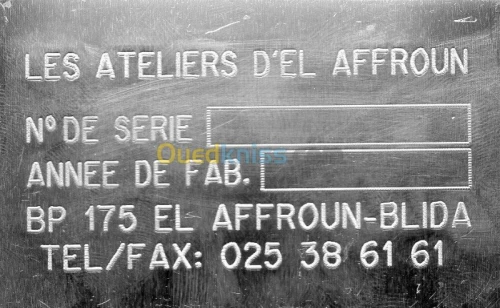 LES ATELIERS D'EL AFFROUN
N° DE SERIE
Ouedkniss
ANNEE DE FAB.
BP 175 EL AFFROUN-BLIDA
TEL/FAX: 025 38 61 61